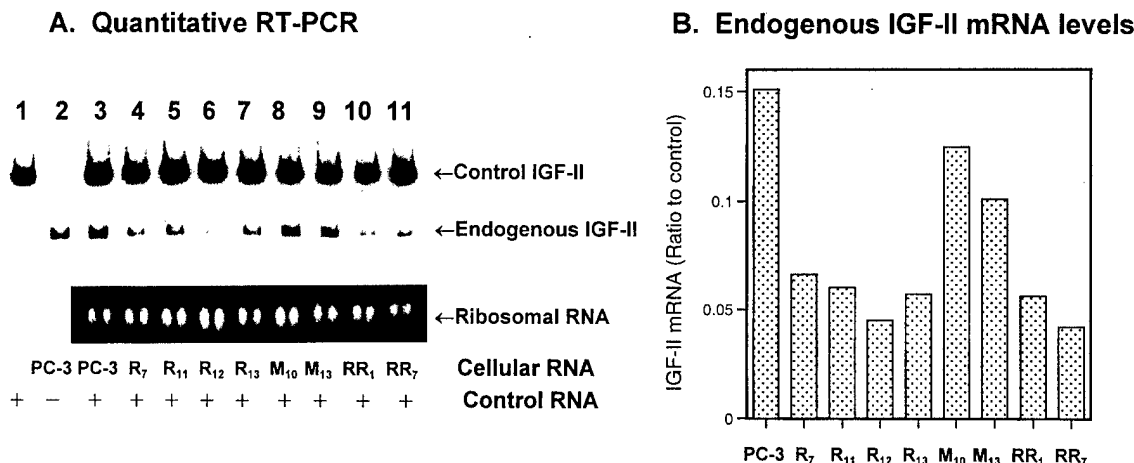 A. Quantitative RT-PCR
1 2 3 4 5 6 7 8 9 10 11
←Control IGF-II
←Endogenous IGF-II
←Ribosomal RNA
PC-3 PC-3 R₇ R₁₁ R₁₂ R₁₃ M₁₀ M₁₃ RR₁ RR₇ Cellular RNA
+ − + + + + + + + + + Control RNA
B. Endogenous IGF-II mRNA levels
IGF-II mRNA (Ratio to control)
0.15
0.1
0.05
0
PC-3 R₇ R₁₁ R₁₂ R₁₃ M₁₀ M₁₃ RR₁ RR₇